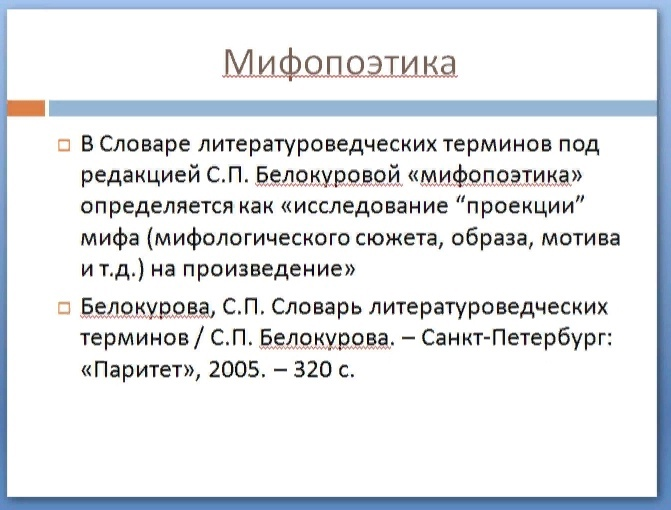 Мифопоэтика
В Словаре литературоведческих терминов под
редакцией С.П. Белокуровой «мифопоэтика»
определяется как «исследование “проекции”
мифа (мифологического сюжета, образа, мотива
и т.д.) на произведение»
Белокурова, С.П. Словарь литературоведческих
терминов / С.П. Белокурова. – Санкт-Петербург:
«Паритет», 2005. – 320 с.